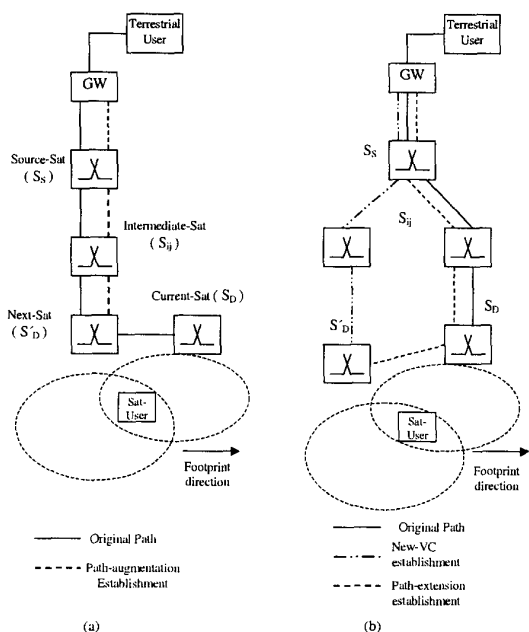 Terrestrial
User
GW
Source-Sat
( S_S )
Intermediate-Sat
( S_ij )
Next-Sat
( S´_D )
Current-Sat ( S_D )
Sat-
User
Footprint
direction
Original Path
Path-augmentation
Establishment
(a)
Terrestrial
User
GW
S_S
S_ij
S_D
S´_D
Sat-
User
Footprint
direction
Original Path
New-VC
establishment
Path-extension
establishment
(b)